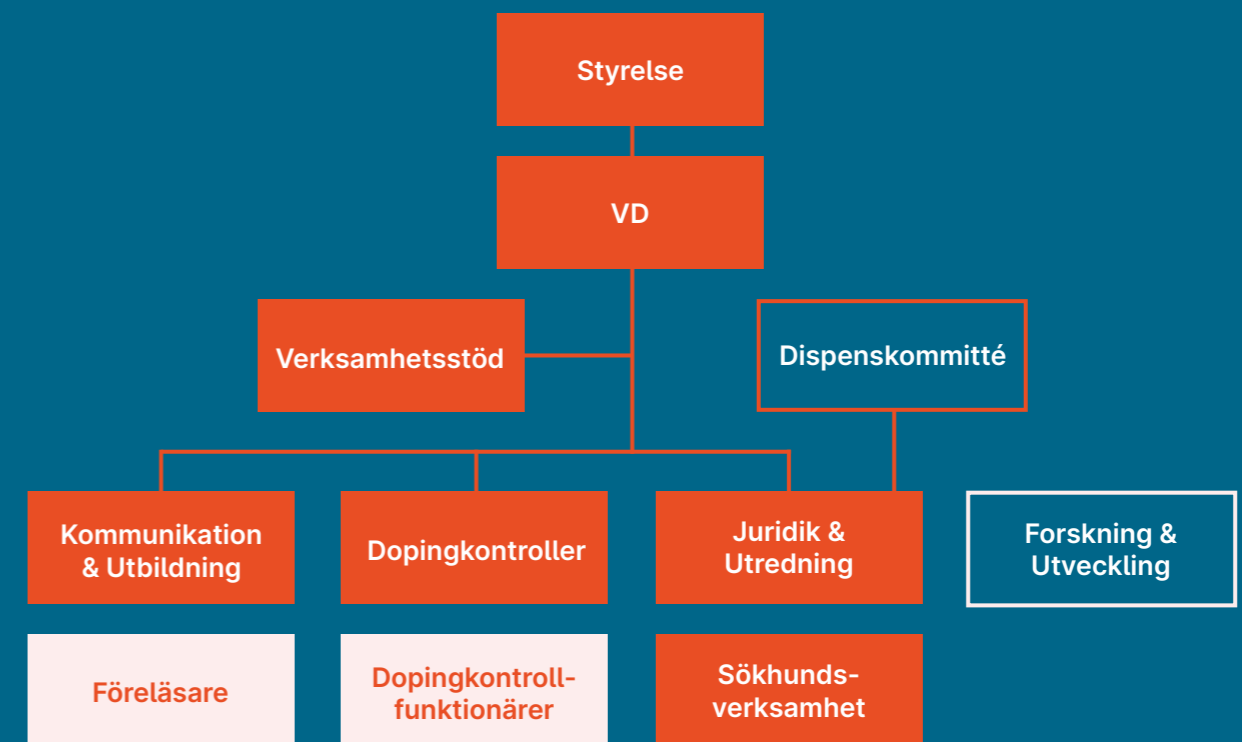 Styrelse
VD
Verksamhetsstöd
Dispenskommitté
Kommunikation
& Utbildning
Dopingkontroller
Juridik &
Utredning
Forskning &
Utveckling
Föreläsare
Dopingkontroll-
funktionärer
Sökhunds-
verksamhet